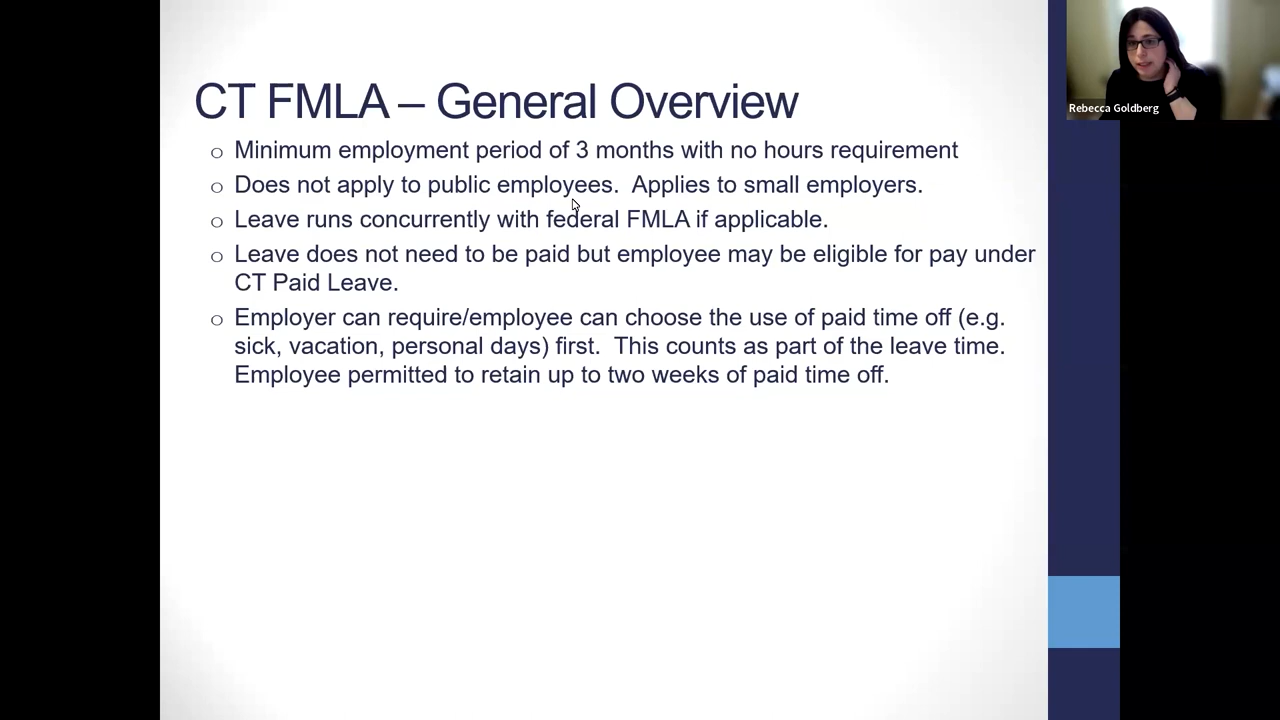 CT FMLA – General Overview
Rebecca Goldberg
o Minimum employment period of 3 months with no hours requirement
o Does not apply to public employees.  Applies to small employers.
o Leave runs concurrently with federal FMLA if applicable.
o Leave does not need to be paid but employee may be eligible for pay under
CT Paid Leave.
o Employer can require/employee can choose the use of paid time off (e.g.
sick, vacation, personal days) first.  This counts as part of the leave time.
Employee permitted to retain up to two weeks of paid time off.